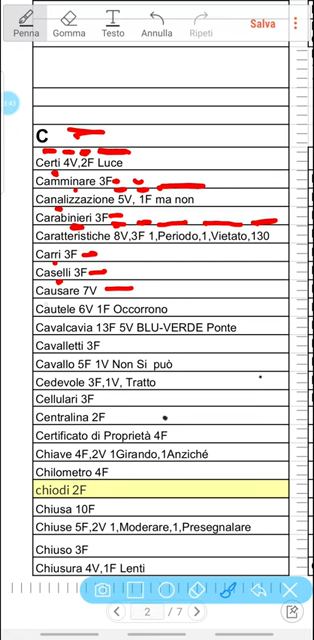 Penna Gomma Testo Annulla Ripeti Salva
C
Certi 4V,2F Luce
Camminare 3F
Canalizzazione 5V, 1F ma non
Carabinieri 3F
Caratteristiche 8V,3F 1,Periodo,1,Vietato,130
Carri 3F
Caselli 3F
Causare 7V
Cautele 6V 1F Occorrono
Cavalcavia 13F 5V BLU-VERDE Ponte
Cavalletti 3F
Cavallo 5F 1V Non Si può
Cedevole 3F,1V, Tratto
Cellulari 3F
Centralina 2F
Certificato di Proprietà 4F
Chiave 4F,2V 1Girando,1Anziché
Chilometro 4F
chiodi 2F
Chiusa 10F
Chiuse 5F,2V 1,Moderare,1,Presegnalare
Chiuso 3F
Chiusura 4V,1F Lenti
2 / 7